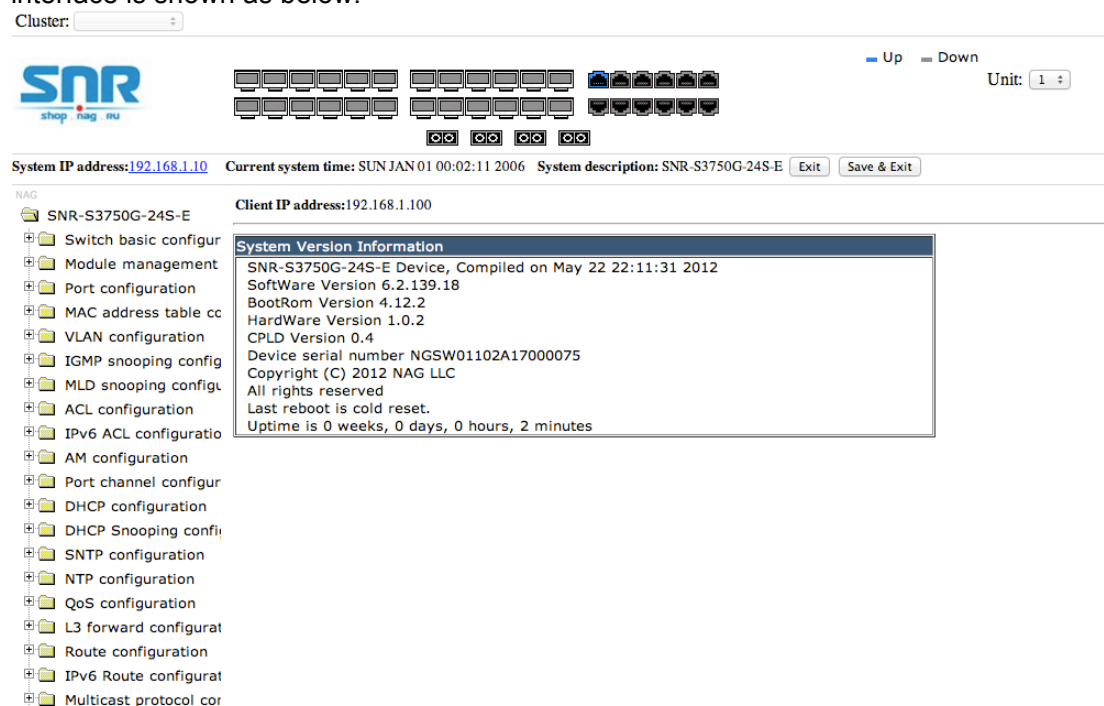 interface is shown as below.
Cluster:
Up Down
SNR
shop.nag.ru
Unit: 1
System IP address:192.168.1.10 Current system time: SUN JAN 01 00:02:11 2006 System description: SNR-S3750G-24S-E Exit Save & Exit
NAG
SNR-S3750G-24S-E
Client IP address:192.168.1.100
Switch basic configur
Module management
Port configuration
MAC address table co
VLAN configuration
IGMP snooping config
MLD snooping configu
ACL configuration
IPv6 ACL configuratio
AM configuration
Port channel configur
DHCP configuration
DHCP Snooping config
SNTP configuration
NTP configuration
QoS configuration
L3 forward configurat
Route configuration
IPv6 Route configurat
Multicast protocol con
System Version Information
SNR-S3750G-24S-E Device, Compiled on May 22 22:11:31 2012
SoftWare Version 6.2.139.18
BootRom Version 4.12.2
HardWare Version 1.0.2
CPLD Version 0.4
Device serial number NGSW01102A17000075
Copyright (C) 2012 NAG LLC
All rights reserved
Last reboot is cold reset.
Uptime is 0 weeks, 0 days, 0 hours, 2 minutes